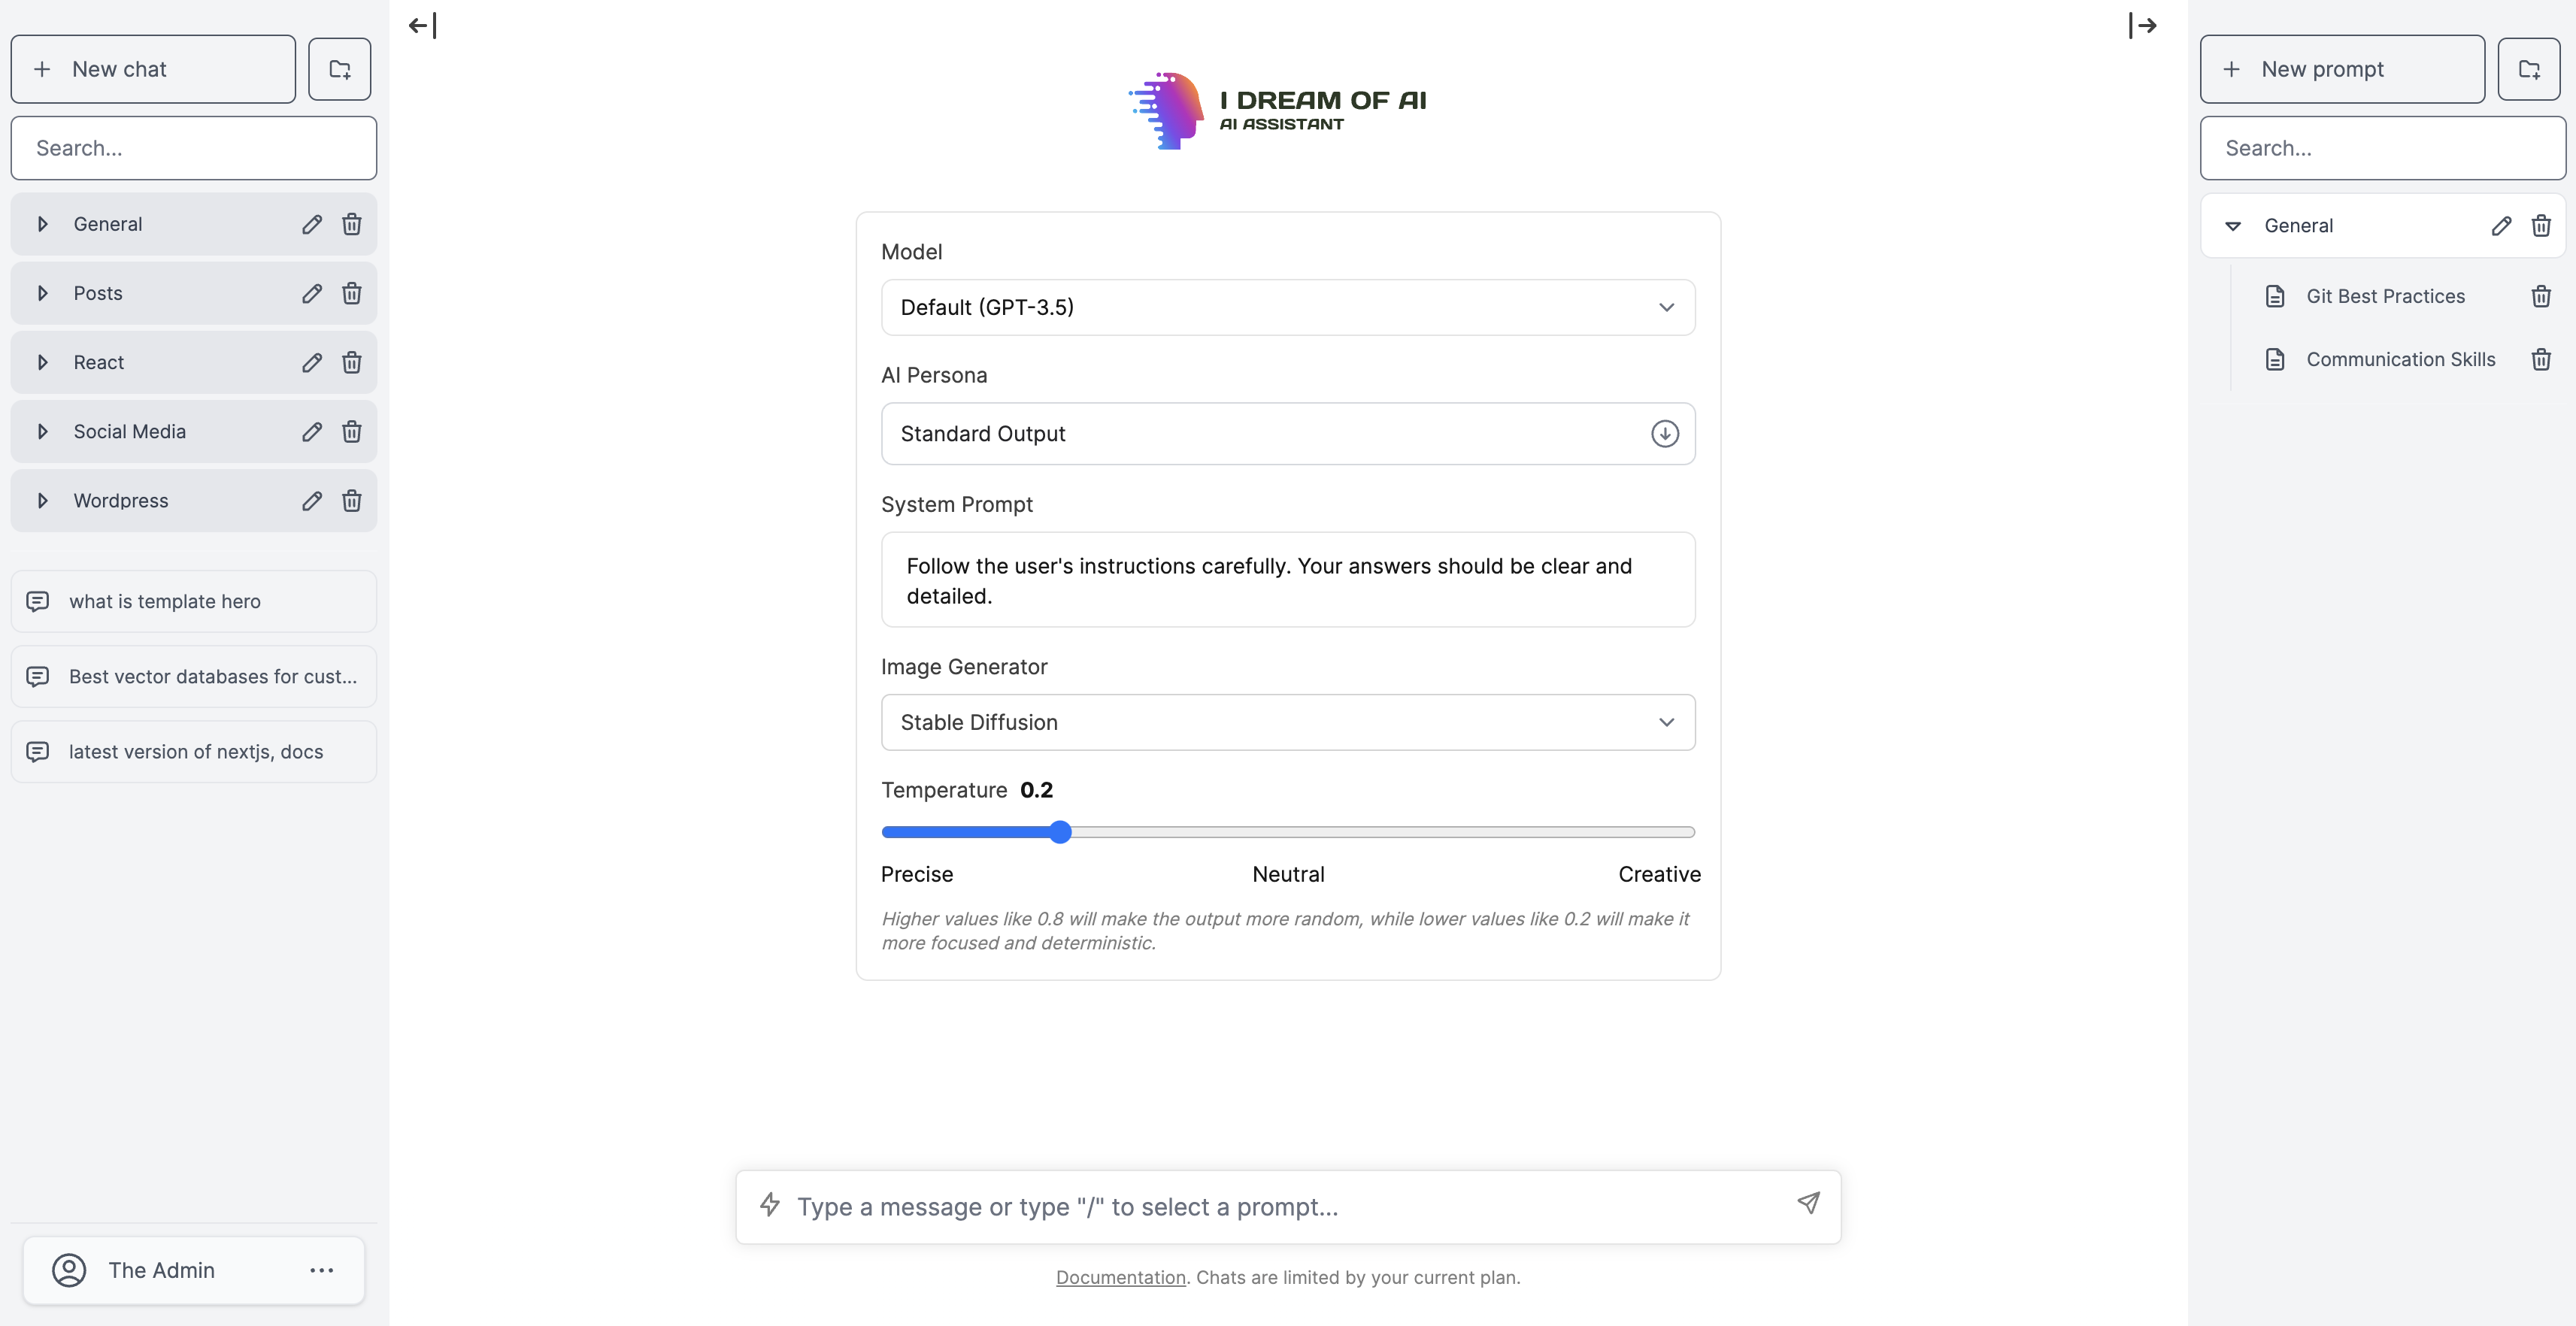 New chat
Search...
General
Posts
React
Social Media
Wordpress
what is template hero
Best vector databases for cust...
latest version of nextjs, docs
The Admin
I DREAM OF AI
AI ASSISTANT
Model
Default (GPT-3.5)
AI Persona
Standard Output
System Prompt
Follow the user's instructions carefully. Your answers should be clear and
detailed.
Image Generator
Stable Diffusion
Temperature 0.2
Precise Neutral Creative
Higher values like 0.8 will make the output more random, while lower values like 0.2 will make it
more focused and deterministic.
Type a message or type "/" to select a prompt...
Documentation. Chats are limited by your current plan.
New prompt
Search...
General
Git Best Practices
Communication Skills